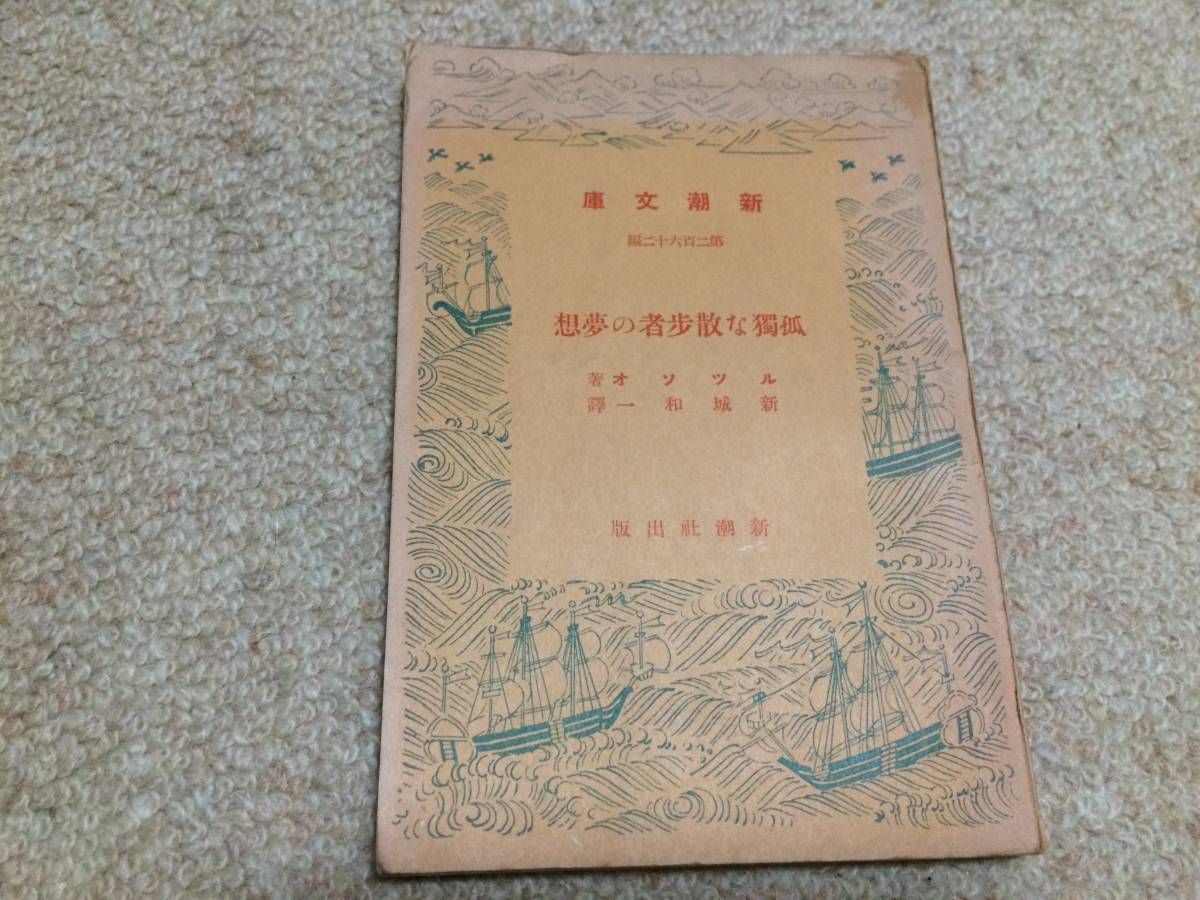 新潮文庫
第二百六十二編
孤獨な散步者の夢想
ルツソオ著
新城和一譯
新潮社出版